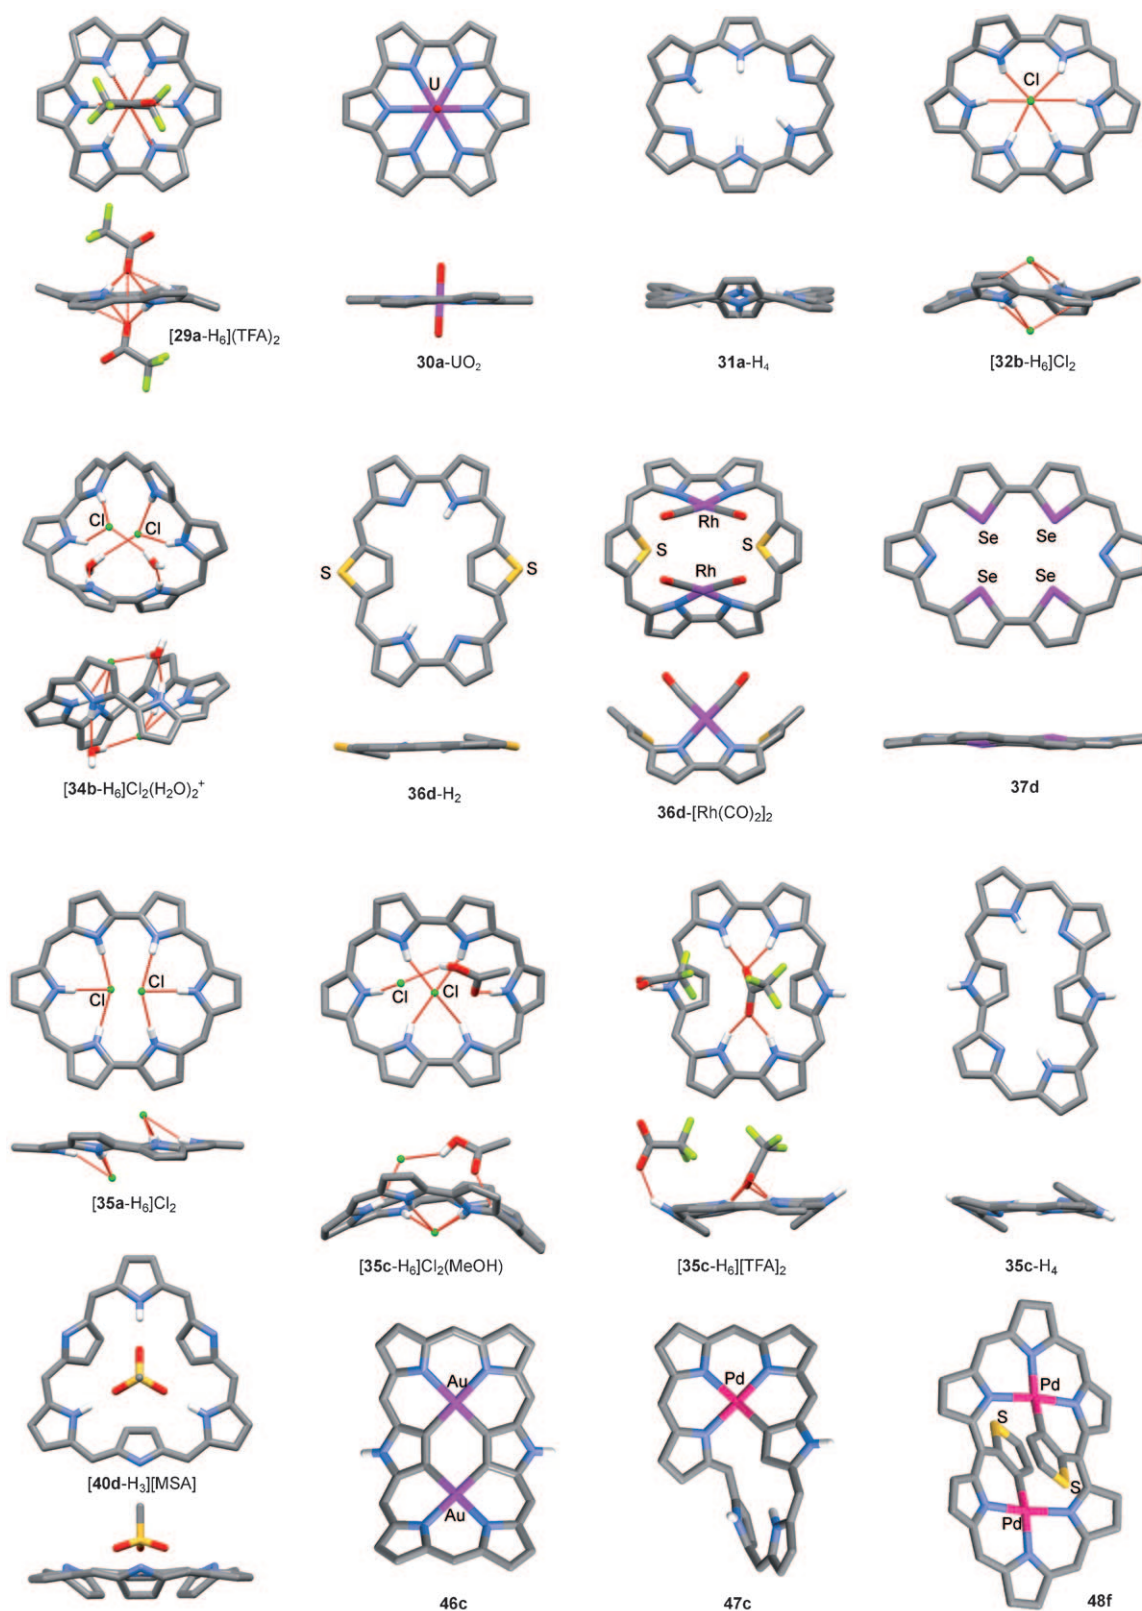 U
Cl
[29a-H₆](TFA)₂
30a-UO₂
31a-H₄
[32b-H₆]Cl₂
Cl Cl
S S
Rh
S S
Rh
Se Se
Se Se
[34b-H₆]Cl₂(H₂O)₂⁺
36d-H₂
36d-[Rh(CO)₂]₂
37d
Cl Cl
Cl Cl
[35a-H₆]Cl₂
[35c-H₆]Cl₂(MeOH)
[35c-H₆][TFA]₂
35c-H₄
Au
Pd
Pd
S
S
[40d-H₃][MSA]
Au
Pd
46c
47c
48f